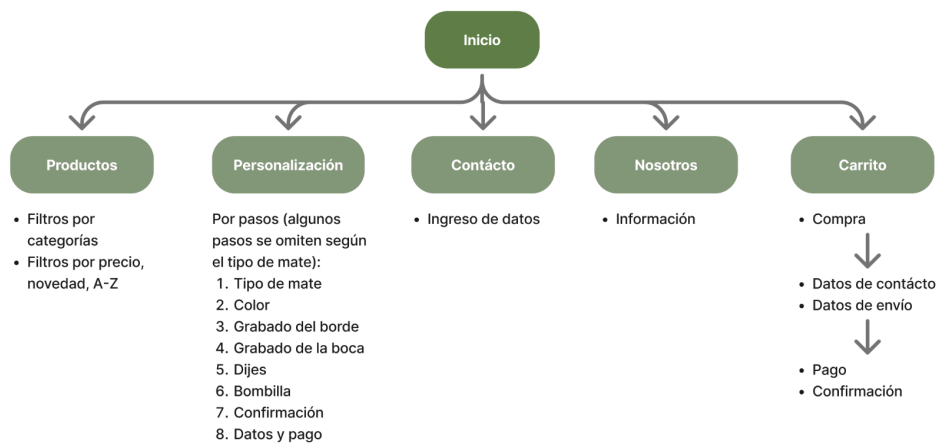 Inicio
Productos
Personalización
Contácto
Nosotros
Carrito
• Filtros por
categorías
• Filtros por precio,
novedad, A-Z
Por pasos (algunos
pasos se omiten según
el tipo de mate):
1. Tipo de mate
2. Color
3. Grabado del borde
4. Grabado de la boca
5. Dijes
6. Bombilla
7. Confirmación
8. Datos y pago
• Ingreso de datos
• Información
• Compra
• Datos de contácto
• Datos de envío
• Pago
• Confirmación